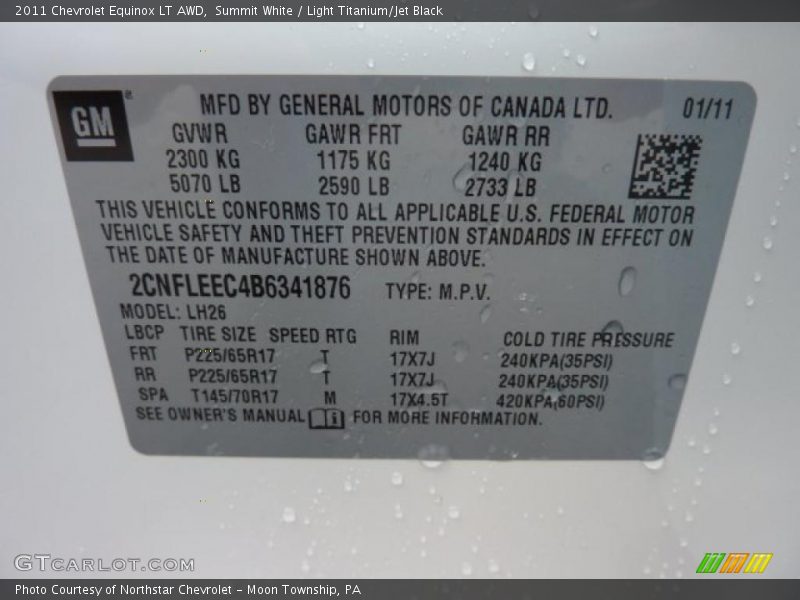 2011 Chevrolet Equinox LT AWD, Summit White / Light Titanium/Jet Black
GM ®
MFD BY GENERAL MOTORS OF CANADA LTD. 01/11
GVWR GAWR FRT GAWR RR
2300 KG 1175 KG 1240 KG
5070 LB 2590 LB 2733 LB
THIS VEHICLE CONFORMS TO ALL APPLICABLE U.S. FEDERAL MOTOR
VEHICLE SAFETY AND THEFT PREVENTION STANDARDS IN EFFECT ON
THE DATE OF MANUFACTURE SHOWN ABOVE.
2CNFLEEC4B6341876 TYPE: M.P.V.
MODEL: LH26
LBCP TIRE SIZE SPEED RTG RIM COLD TIRE PRESSURE
FRT P225/65R17 T 17X7J 240KPA(35PSI)
RR P225/65R17 T 17X7J 240KPA(35PSI)
SPA T145/70R17 M 17X4.5T 420KPA(60PSI)
SEE OWNER'S MANUAL i FOR MORE INFORMATION.
GTCARLOT.COM
Photo Courtesy of Northstar Chevrolet - Moon Township, PA